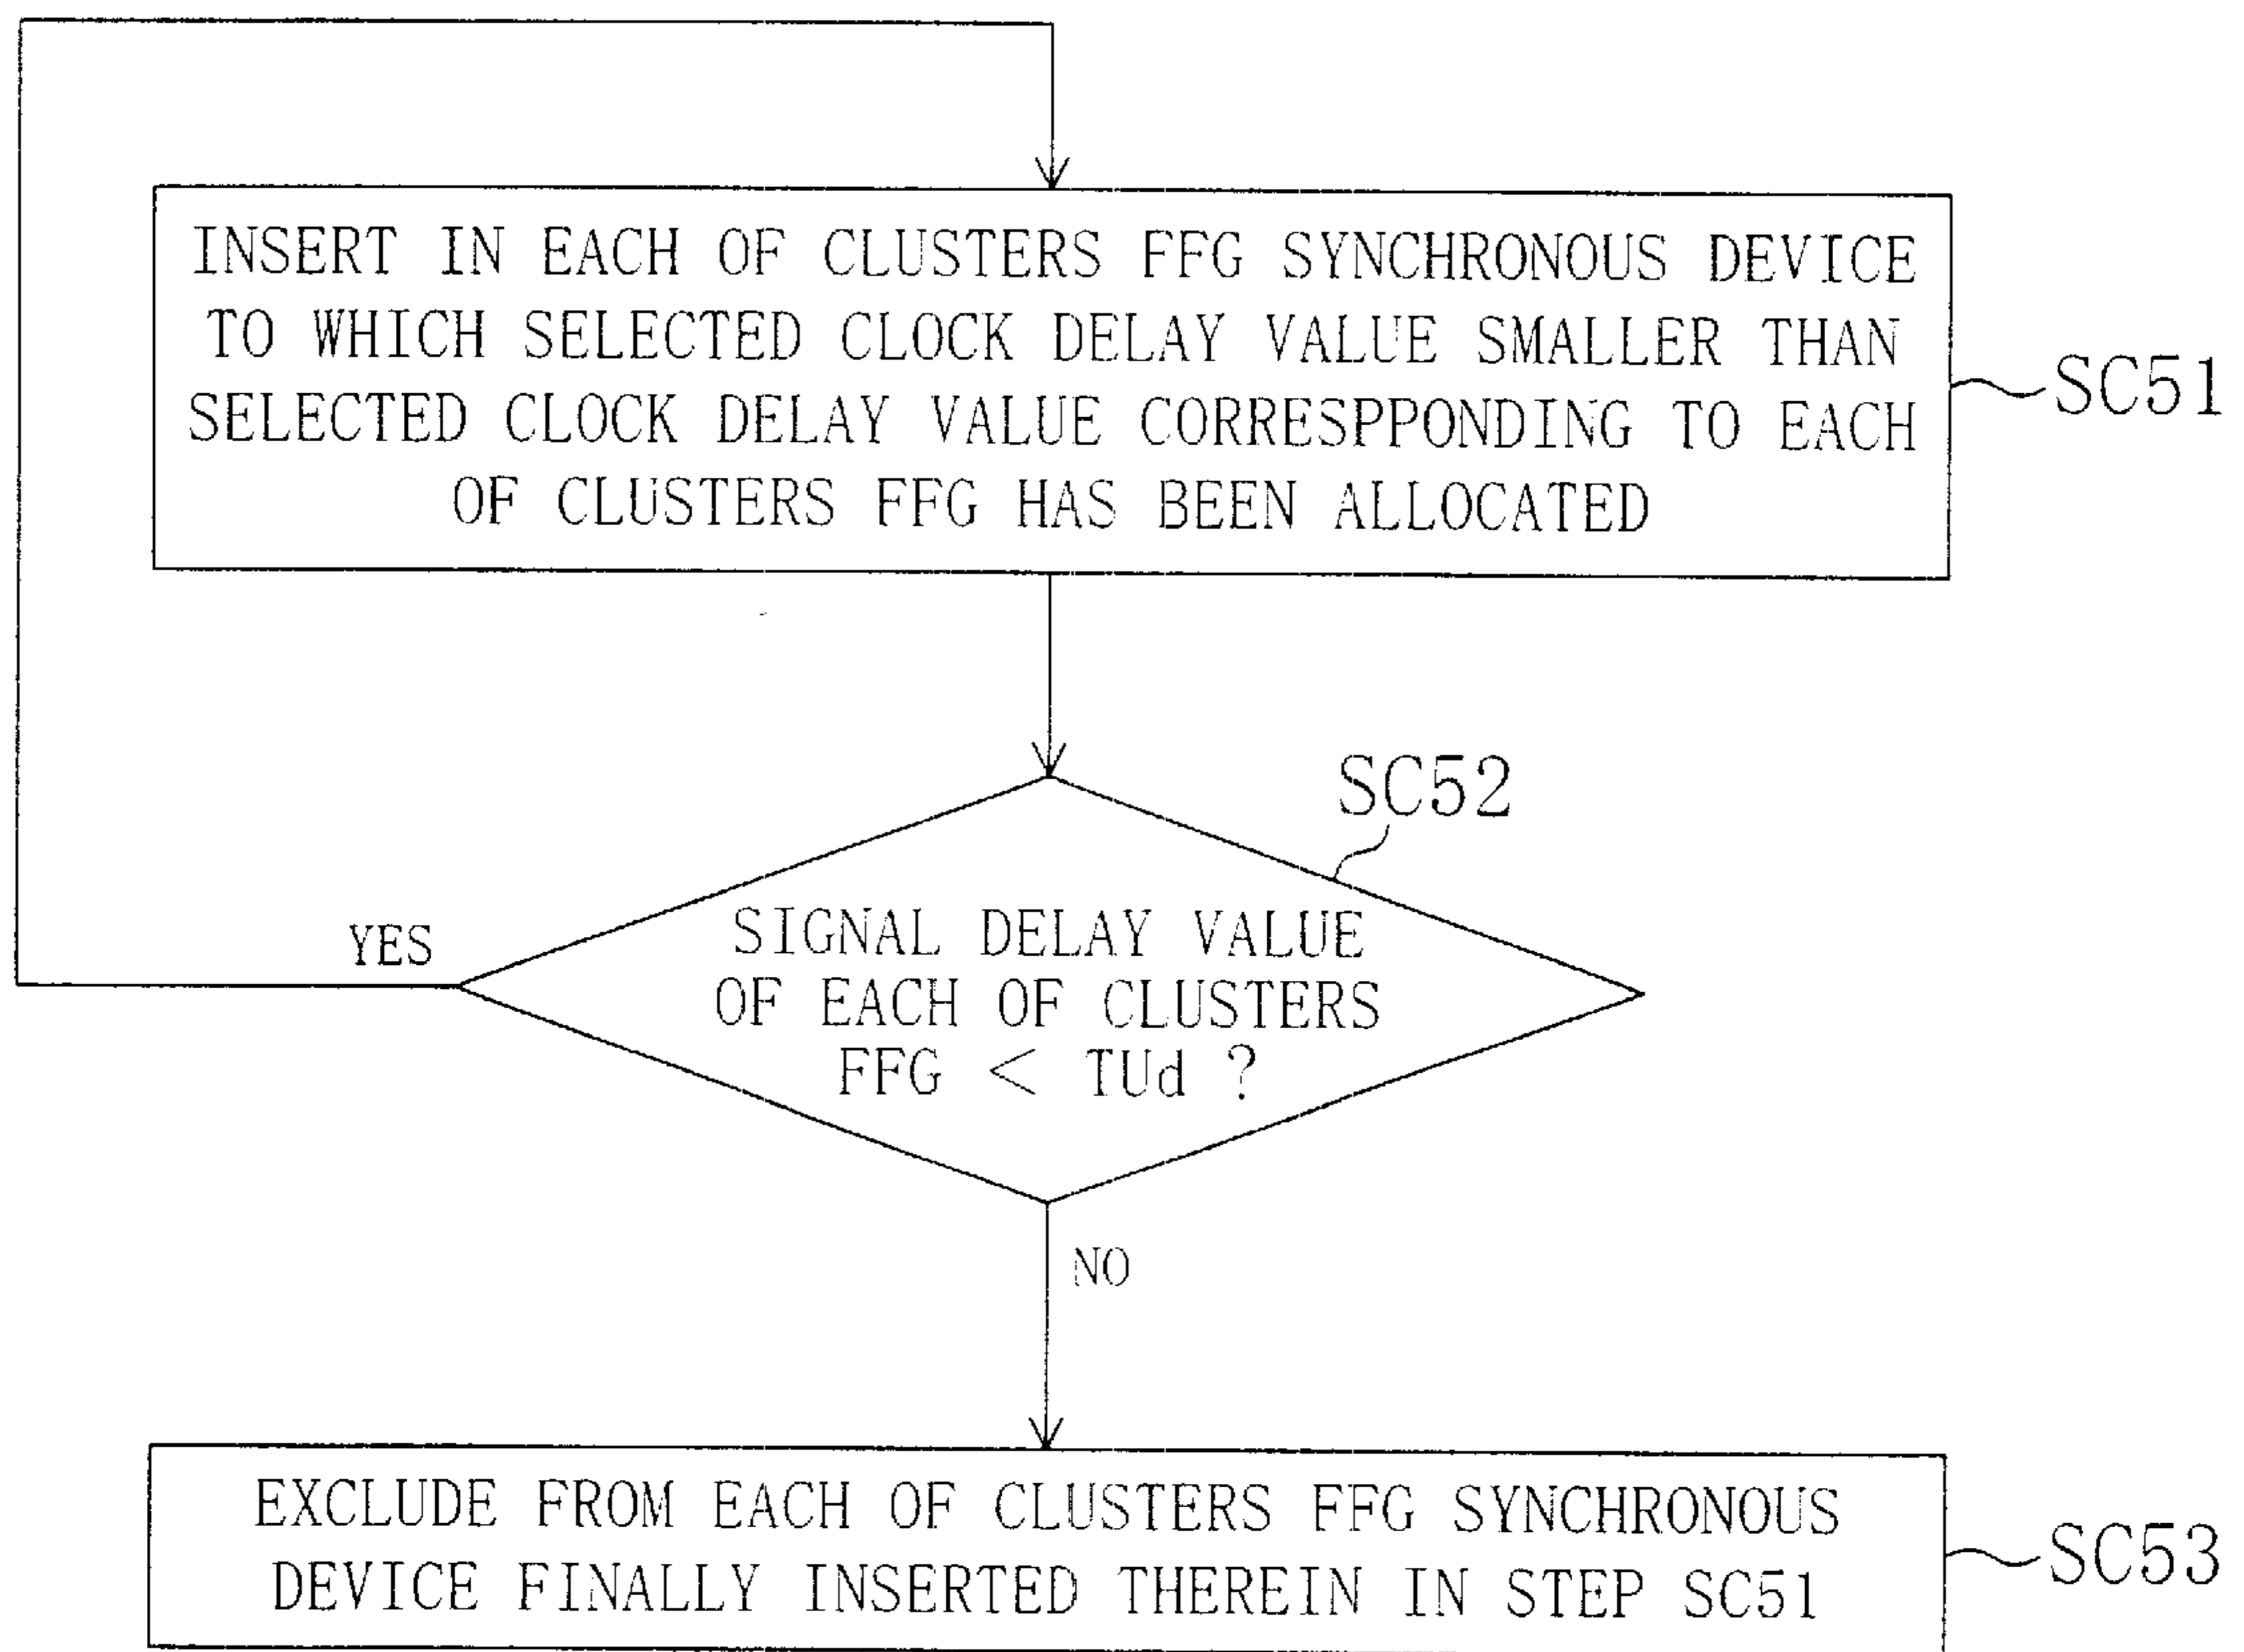 INSERT IN EACH OF CLUSTERS FFG SYNCHRONOUS DEVICE
TO WHICH SELECTED CLOCK DELAY VALUE SMALLER THAN
SELECTED CLOCK DELAY VALUE CORRESPPONDING TO EACH
OF CLUSTERS FFG HAS BEEN ALLOCATED
SC51
SC52
SIGNAL DELAY VALUE
OF EACH OF CLUSTERS
FFG < TUd ?
YES
NO
EXCLUDE FROM EACH OF CLUSTERS FFG SYNCHRONOUS
DEVICE FINALLY INSERTED THEREIN IN STEP SC51
SC53